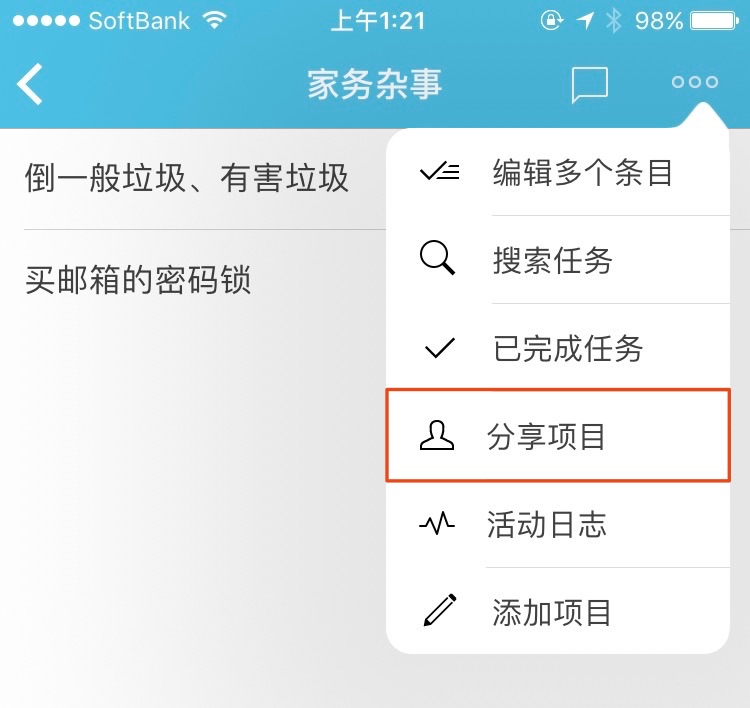 SoftBank 上午1:21 98%
家务杂事
倒一般垃圾、有害垃圾
买邮箱的密码锁
编辑多个条目
搜索任务
已完成任务
分享项目
活动日志
添加项目